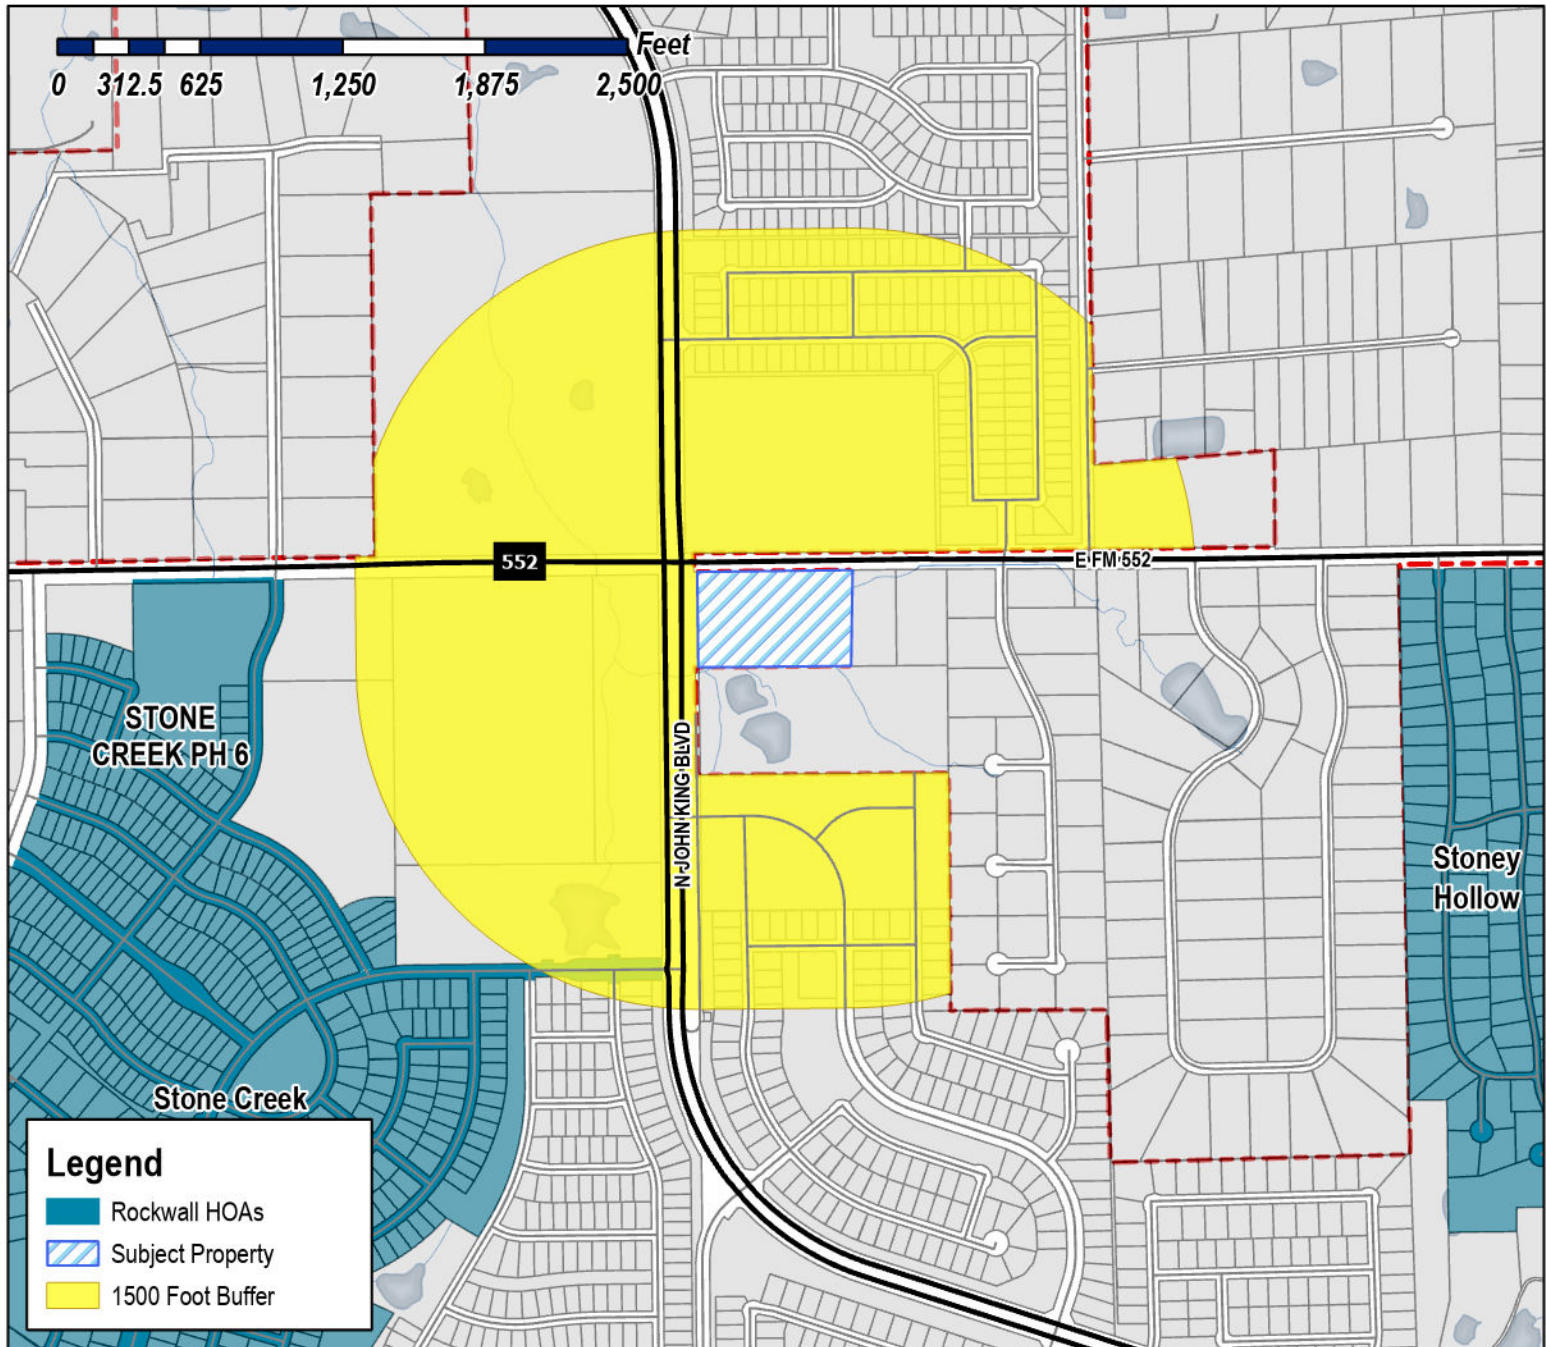 Feet
0 312.5 625 1,250 1,875 2,500
552
E FM 552
STONE
CREEK PH 6
N JOHN KING BLVD
Stoney
Hollow
Stone Creek
Legend
Rockwall HOAs
Subject Property
1500 Foot Buffer